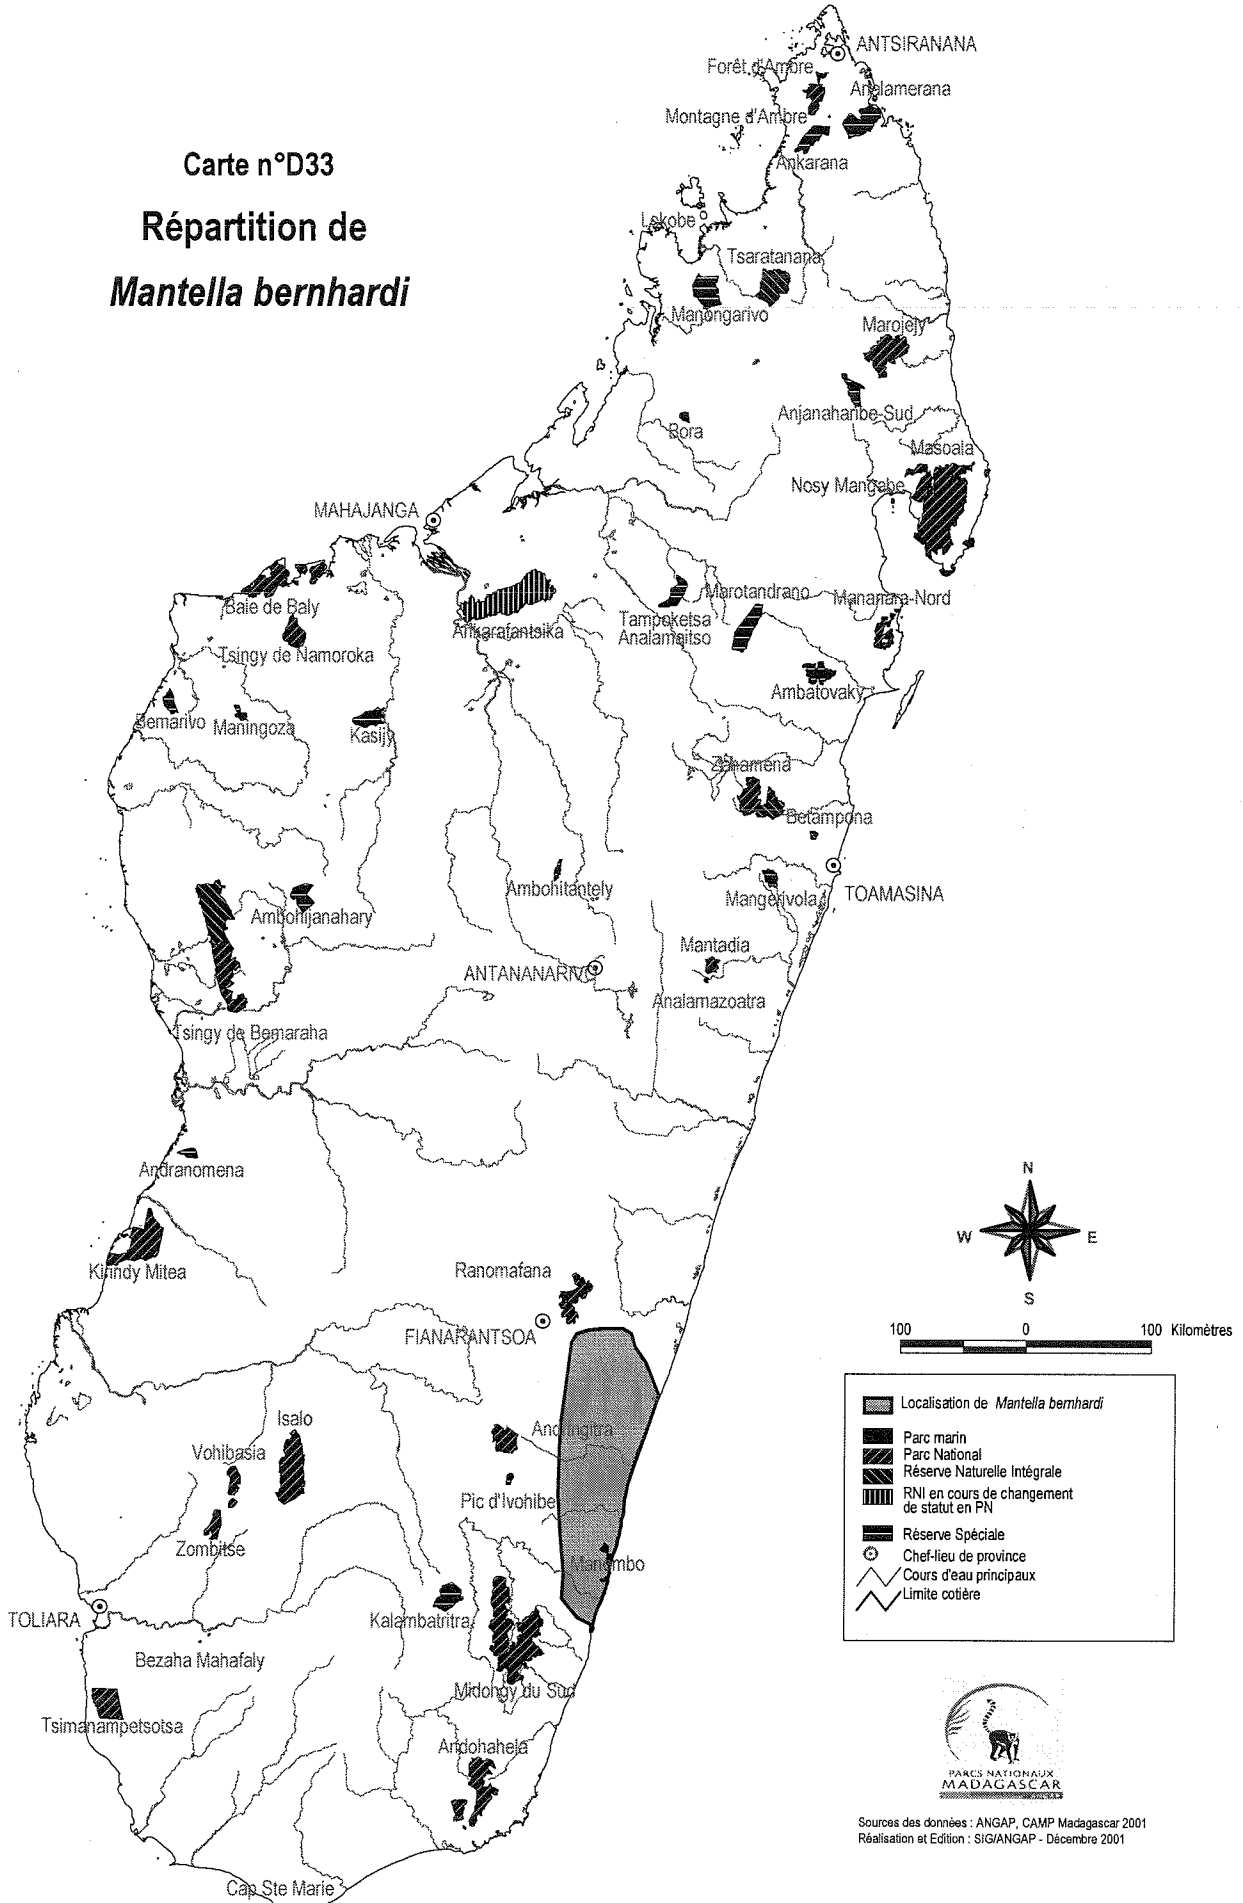 Carte n°D33
Répartition de
Mantella bernhardi
ANTSIRANANA
Forêt d'Ambre
Analamerana
Montagne d'Ambre
Ankarana
Lokobe
Tsaratanana
Manongarivo
Marojejy
Anjanaharibe-Sud
Bora
Masoala
Nosy Mangabe
MAHAJANGA
Baie de Baly
Ankarafantsika
Tampoketsa
Analamaitso
Marotandrano
Mananara-Nord
Tsingy de Namoroka
Ambatovaky
Bemarivo
Maningoza
Kasijy
Zahamena
Betampona
Ambohitantely
Mangerivola
TOAMASINA
Ambohijanahary
Mantadia
ANTANANARIVO
Analamazoatra
Tsingy de Bemaraha
Andranomena
Kirindy Mitea
Ranomafana
FIANARANTSOA
Isalo
Andringitra
Vohibasia
Pic d'Ivohibe
Zombitse
Manombo
TOLIARA
Kalambatritra
Bezaha Mahafaly
Midongy du Sud
Tsimanampetsotsa
Andohahela
Cap Ste Marie
N
W
E
S
100 0 100 Kilomètres
Localisation de Mantella bernhardi
Parc marin
Parc National
Réserve Naturelle Intégrale
RNI en cours de changement
de statut en PN
Réserve Spéciale
Chef-lieu de province
Cours d'eau principaux
Limite cotière
PARCS NATIONAUX
MADAGASCAR
ANGAP
Sources des données : ANGAP, CAMP Madagascar 2001
Réalisation et Edition : SIG/ANGAP - Décembre 2001